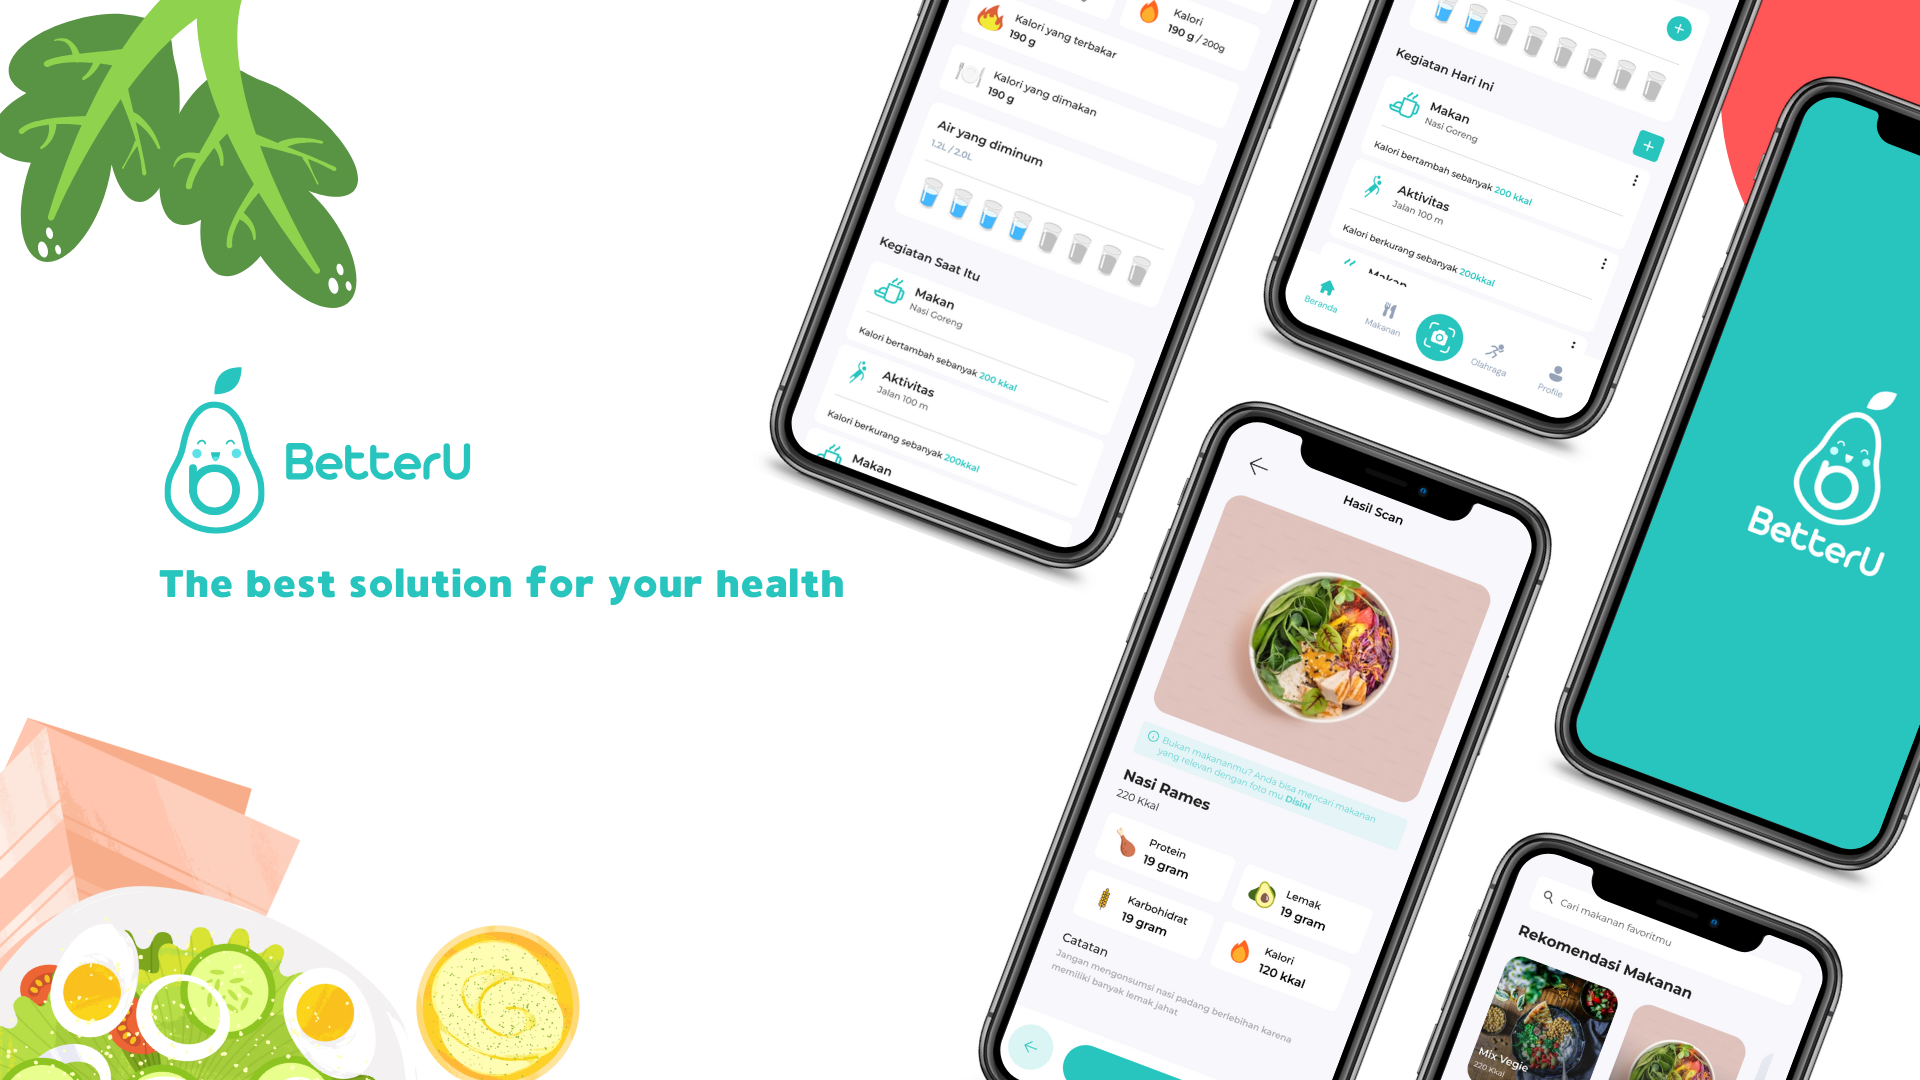 BetterU
The best solution for your health
Kalori yang terbakar
190 g
Kalori
190 g / 200g
Kalori yang dimakan
190 g
Air yang diminum
1.2L / 2.0L
Kegiatan Saat Itu
Makan
Nasi Goreng
Kalori bertambah sebanyak 200 kkal
Aktivitas
Jalan 100 m
Kalori berkurang sebanyak 200kkal
Makan
Kegiatan Hari Ini
Makan
Nasi Goreng
Kalori bertambah sebanyak 200 kkal
Aktivitas
Jalan 100 m
Kalori berkurang sebanyak 200kkal
Makan
Beranda
Makanan
Olahraga
Profile
Hasil Scan
Bukan makananmu? Anda bisa mencari makanan
yang relevan dengan foto mu Disini
Nasi Rames
220 Kkal
Protein
19 gram
Lemak
19 gram
Karbohidrat
19 gram
Kalori
120 kkal
Catatan
Jangan mengonsumsi nasi padang berlebihan karena
memiliki banyak lemak jahat
BetterU
Cari makanan favoritmu
Rekomendasi Makanan
Mix Vegie
220 Kkal